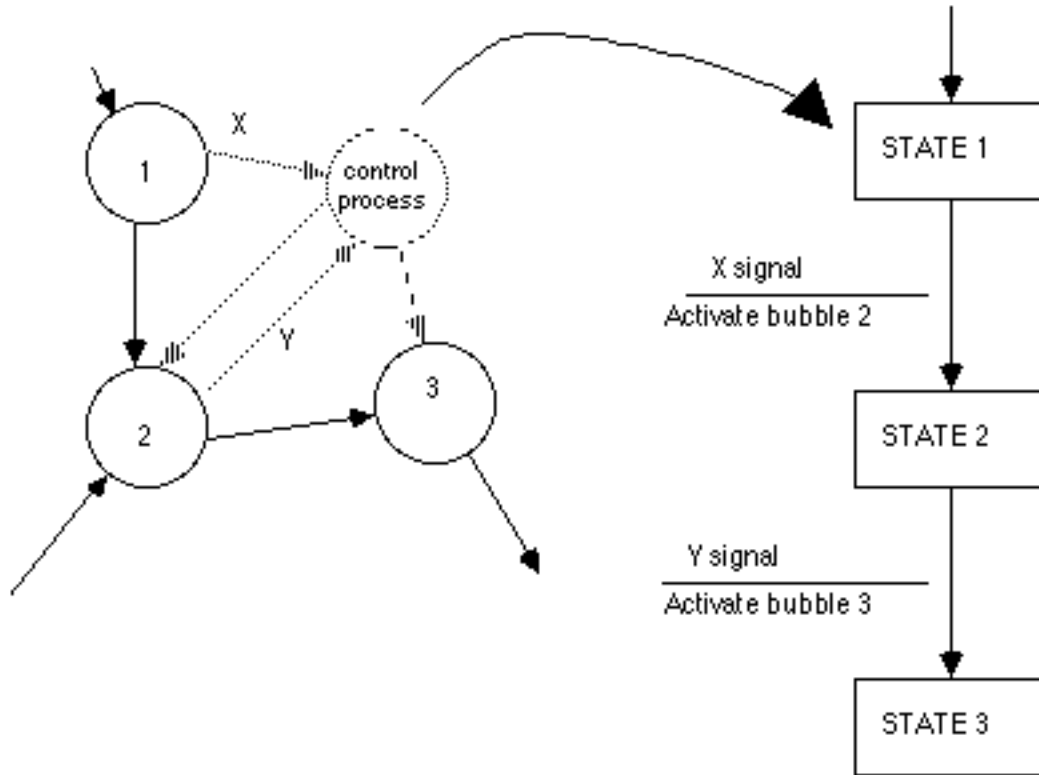 X
1
control
process
Y
2
3
STATE 1
X signal
Activate bubble 2
STATE 2
Y signal
Activate bubble 3
STATE 3